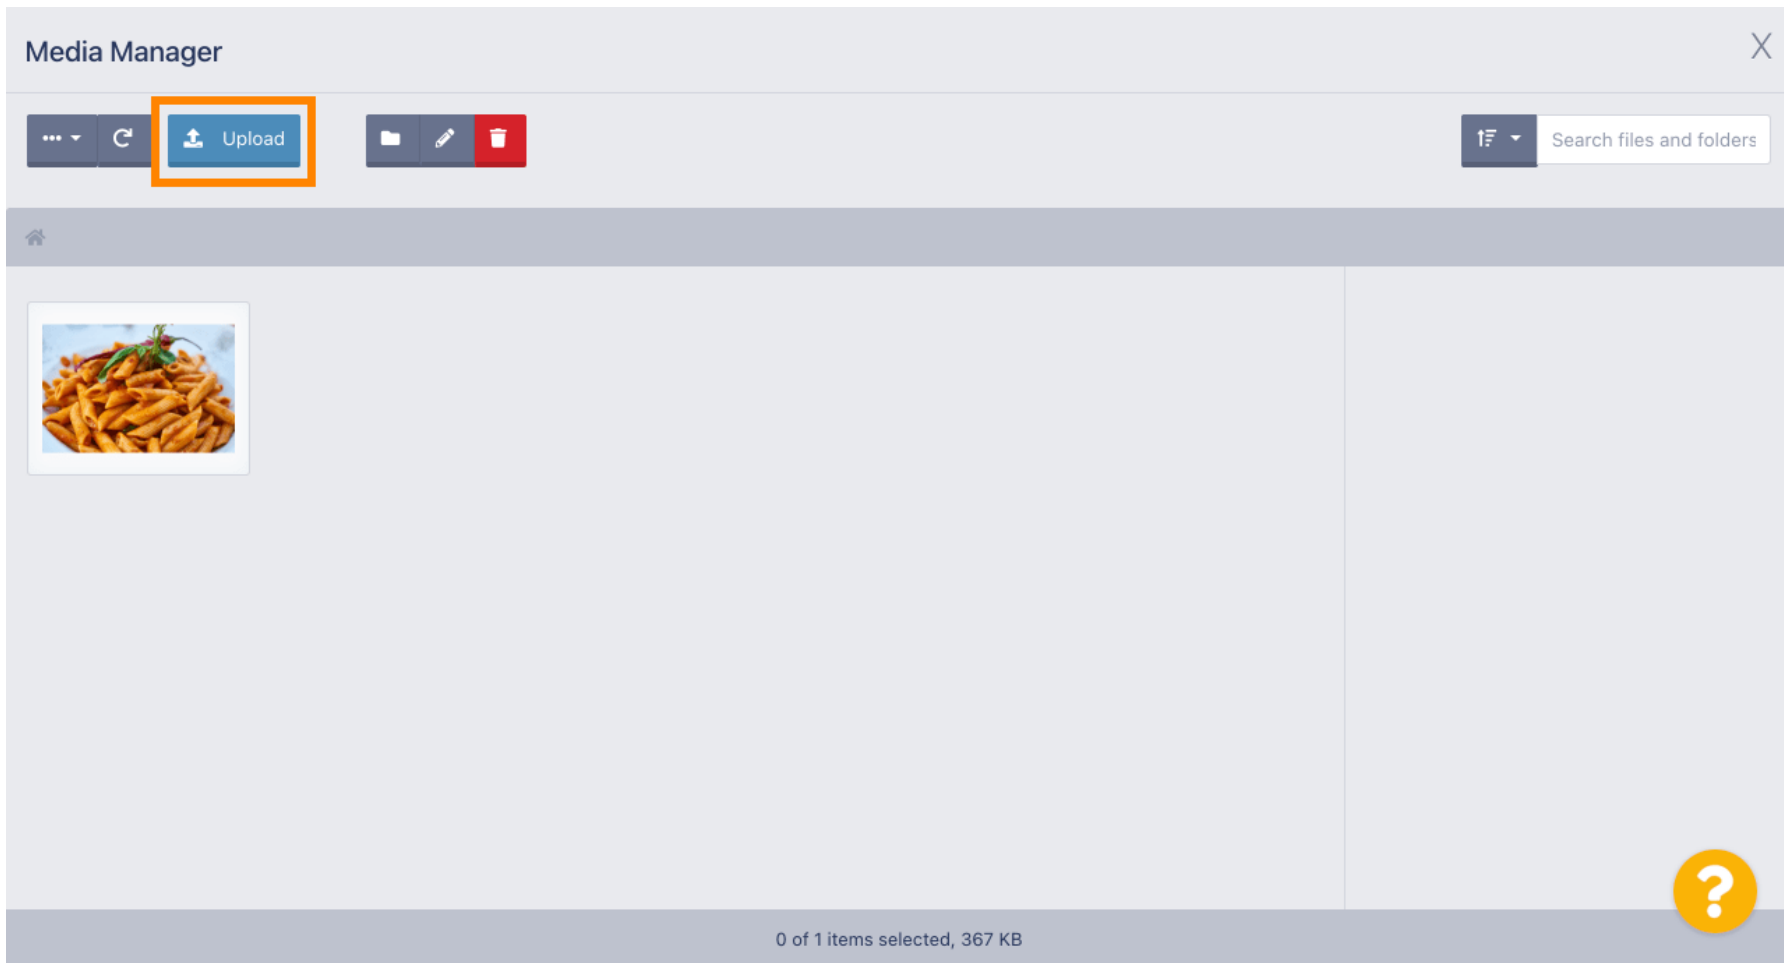 Media Manager
X
Upload
Search files and folders
?
0 of 1 items selected, 367 KB